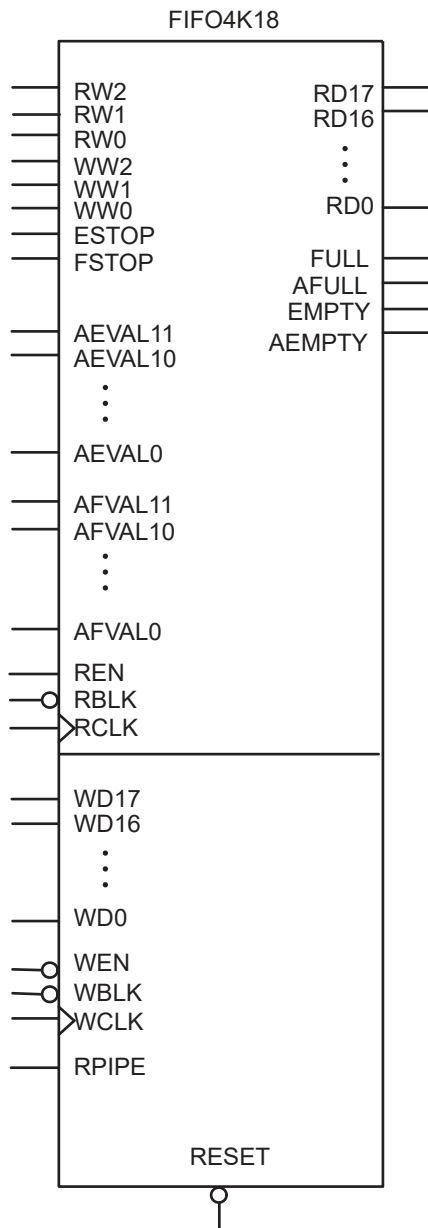 FIFO4K18
RW2
RW1
RW0
WW2
WW1
WW0
ESTOP
FSTOP
AEVAL11
AEVAL10
AEVAL0
AFVAL11
AFVAL10
AFVAL0
REN
RBLK
RCLK
RD17
RD16
RD0
FULL
AFULL
EMPTY
AEMPTY
WD17
WD16
WD0
WEN
WBLK
WCLK
RPIPE
RESET